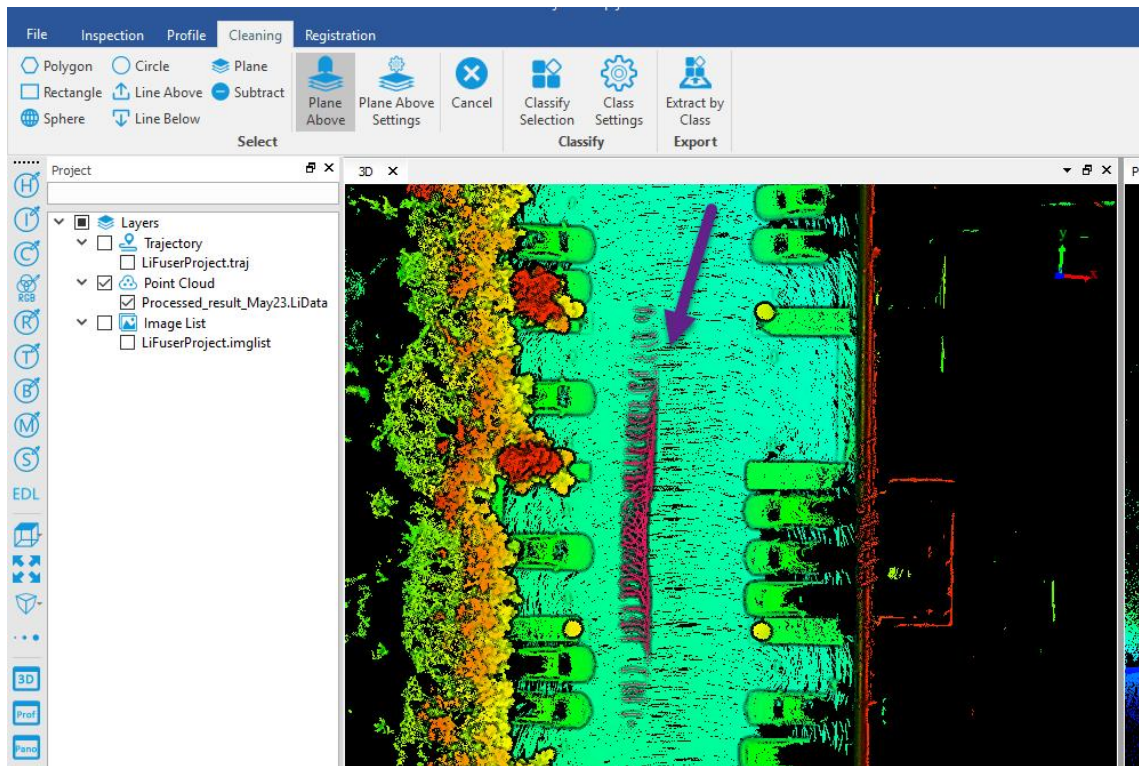 File Inspection Profile Cleaning Registration
Polygon Circle Plane
Rectangle Line Above Subtract
Sphere Line Below
Plane Above
Plane Above Settings
Cancel
Classify Selection
Class Settings
Extract by Class
Select Classify Export
Project
3D
Layers
Trajectory
LiFuserProject.traj
Point Cloud
Processed_result_May23.LiData
Image List
LiFuserProject.imglist
H
I
C
RGB
R
T
B
M
S
EDL
3D
Prof
Pano
y
x
P